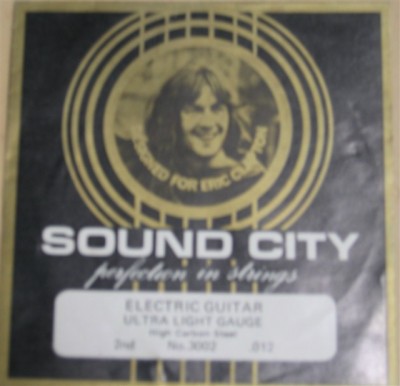 DESIGNED FOR ERIC CLAPTON
SOUND CITY
perfection in strings
ELECTRIC GUITAR
ULTRA LIGHT GAUGE
High Carbon Steel
2nd No.3002 .012